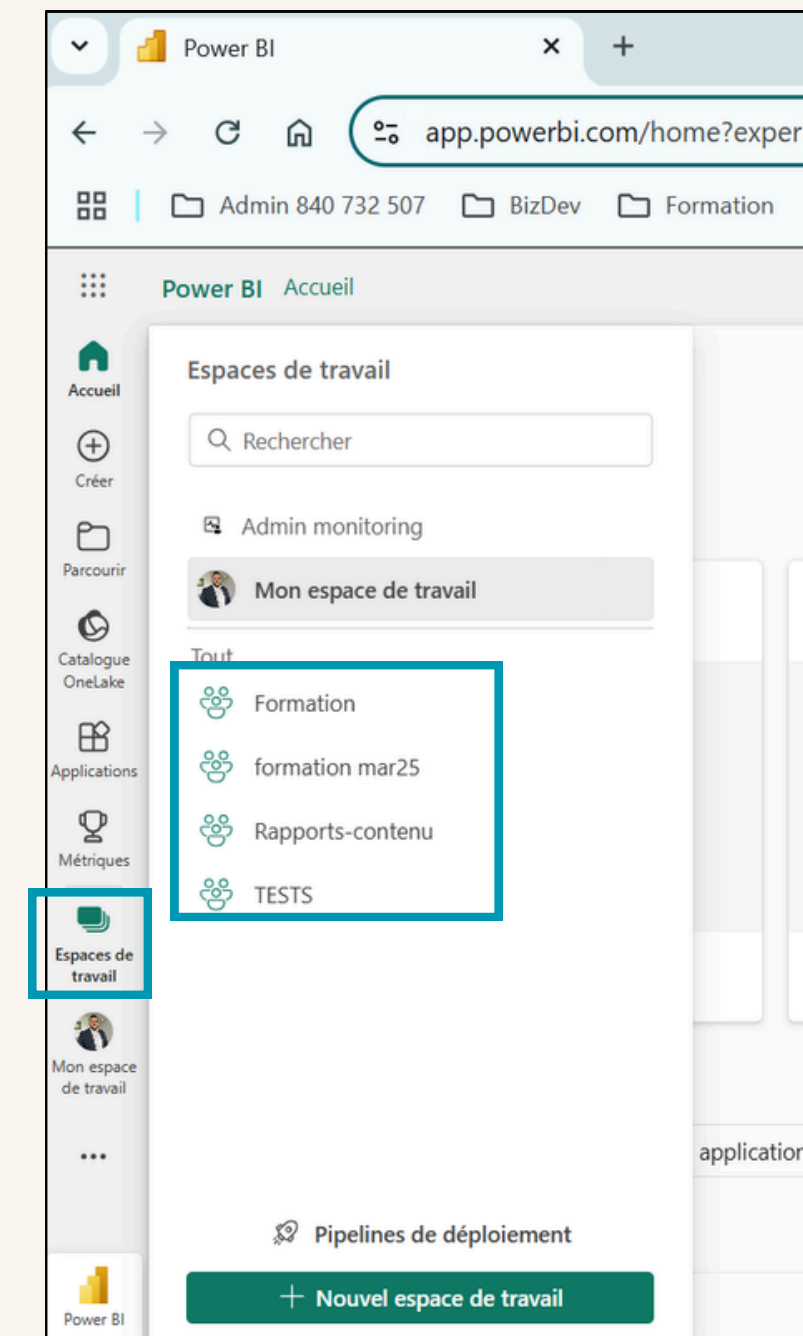 Power BI
app.powerbi.com/home?exper
Admin 840 732 507
BizDev
Formation
Power BI Accueil
Accueil
Créer
Parcourir
Catalogue
OneLake
Applications
Métriques
Espaces de
travail
Mon espace
de travail
Power BI
Espaces de travail
Rechercher
Admin monitoring
Mon espace de travail
Tout
Formation
formation mar25
Rapports-contenu
TESTS
Pipelines de déploiement
Nouvel espace de travail
application